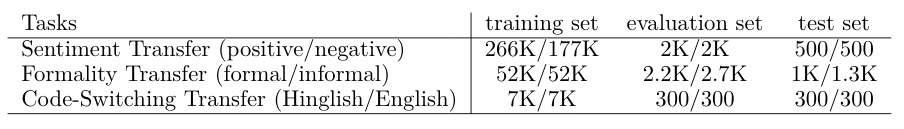 Tasks training set evaluation set test set
Sentiment Transfer (positive/negative) 266K/177K 2K/2K 500/500
Formality Transfer (formal/informal) 52K/52K 2.2K/2.7K 1K/1.3K
Code-Switching Transfer (Hinglish/English) 7K/7K 300/300 300/300